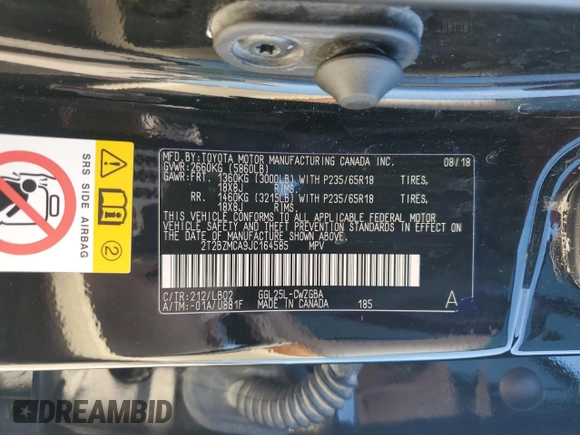 MFD.BY:TOYOTA MOTOR MANUFACTURING CANADA INC. 08/18
GVWR:2660KG (5860LB)
GAWR:FRT. 1360KG (3000LB) WITH P235/65R18 TIRES,
18X8J RIMS
RR. 1460KG (3215LB) WITH P235/65R18 TIRES,
18X8J RIMS
THIS VEHICLE CONFORMS TO ALL APPLICABLE FEDERAL MOTOR
VEHICLE SAFETY AND THEFT PREVENTION STANDARDS IN EFFECT ON
THE DATE OF MANUFACTURE SHOWN ABOVE.
2T2BZMCA9JC164585 MPV
C/TR:212/LB02 GGL25L-CWZGBA
A/TM:-01A/U881F MADE IN CANADA 185 A
SRS SIDE AIRBAG
2
DREAMBID